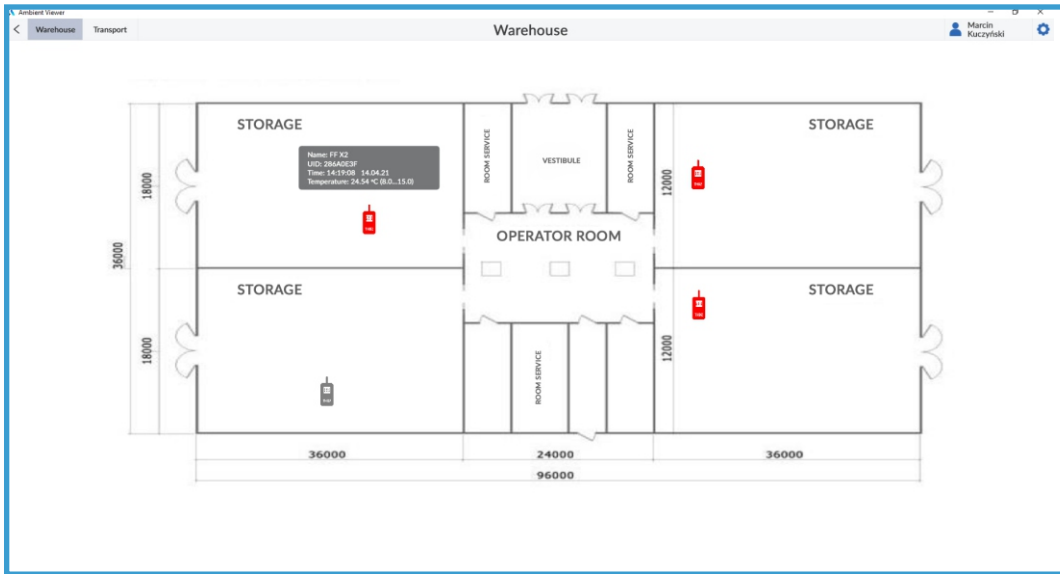 Ambient Viewer
Warehouse
Transport
Warehouse
Marcin
Kuczyński
STORAGE
ROOM SERVICE
VESTIBULE
ROOM SERVICE
STORAGE
Name: FF X2
UID: 286A0E3F
Time: 14:19:08 14.04.21
Temperature: 24.54 °C (8.0...15.0)
18000
12000
OPERATOR ROOM
36000
STORAGE
STORAGE
18000
12000
ROOM SERVICE
36000
24000
36000
96000